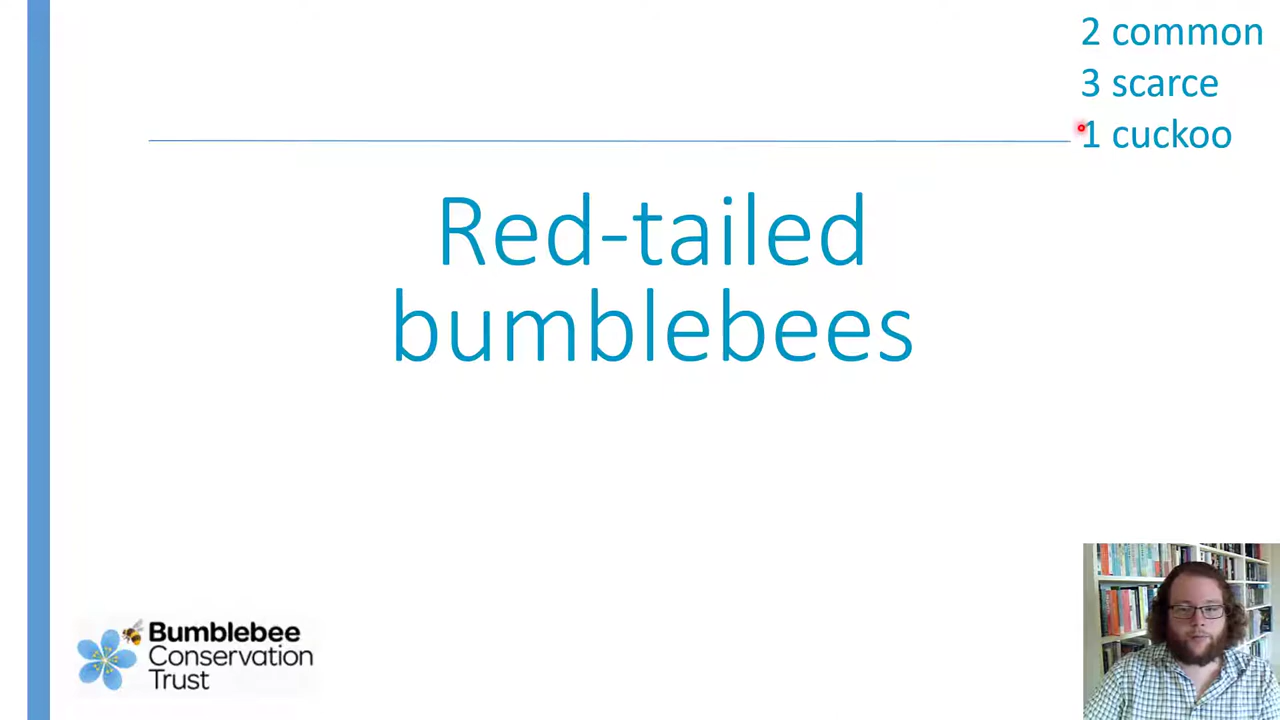 2 common
3 scarce
1 cuckoo
Red-tailed
bumblebees
Bumblebee
Conservation
Trust